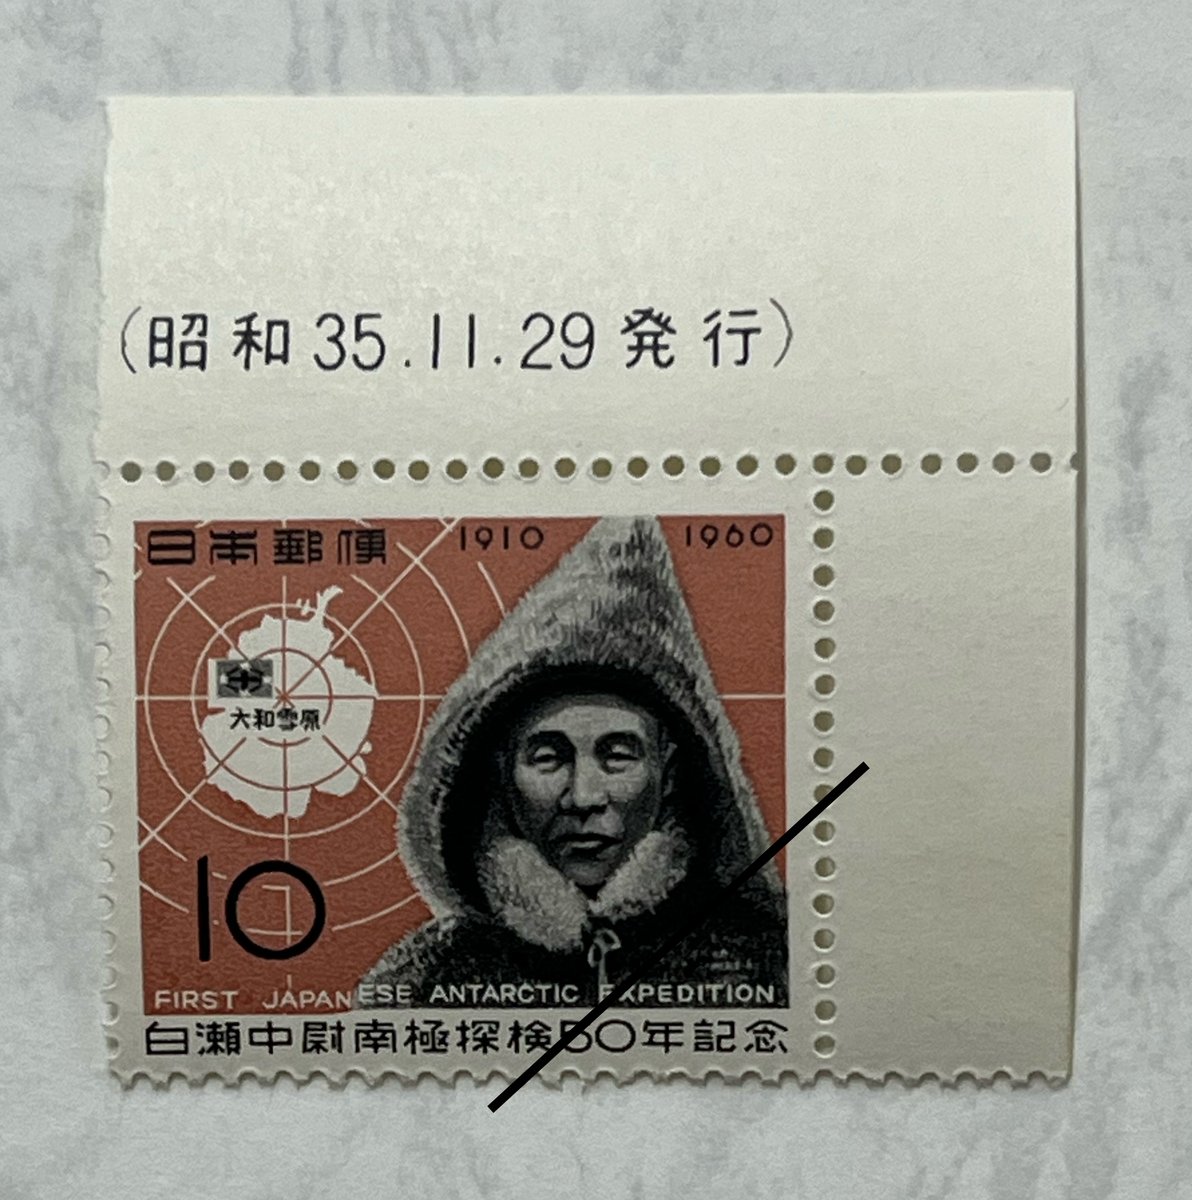 （昭和35.11.29発行）
日本郵便 1910 1960
大和雪原
10
FIRST JAPANESE ANTARCTIC EXPEDITION
白瀬中尉南極探検50年記念